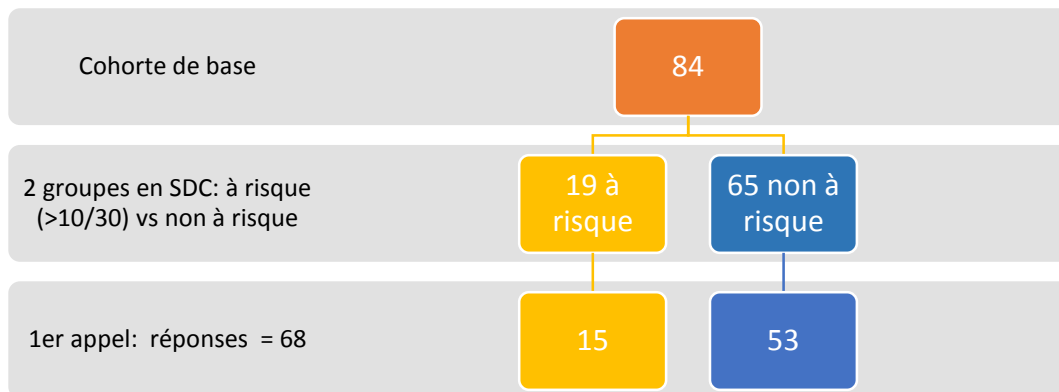 Cohorte de base
84
2 groupes en SDC: à risque
(>10/30) vs non à risque
19 à
risque
65 non à
risque
1er appel:  réponses  = 68
15
53